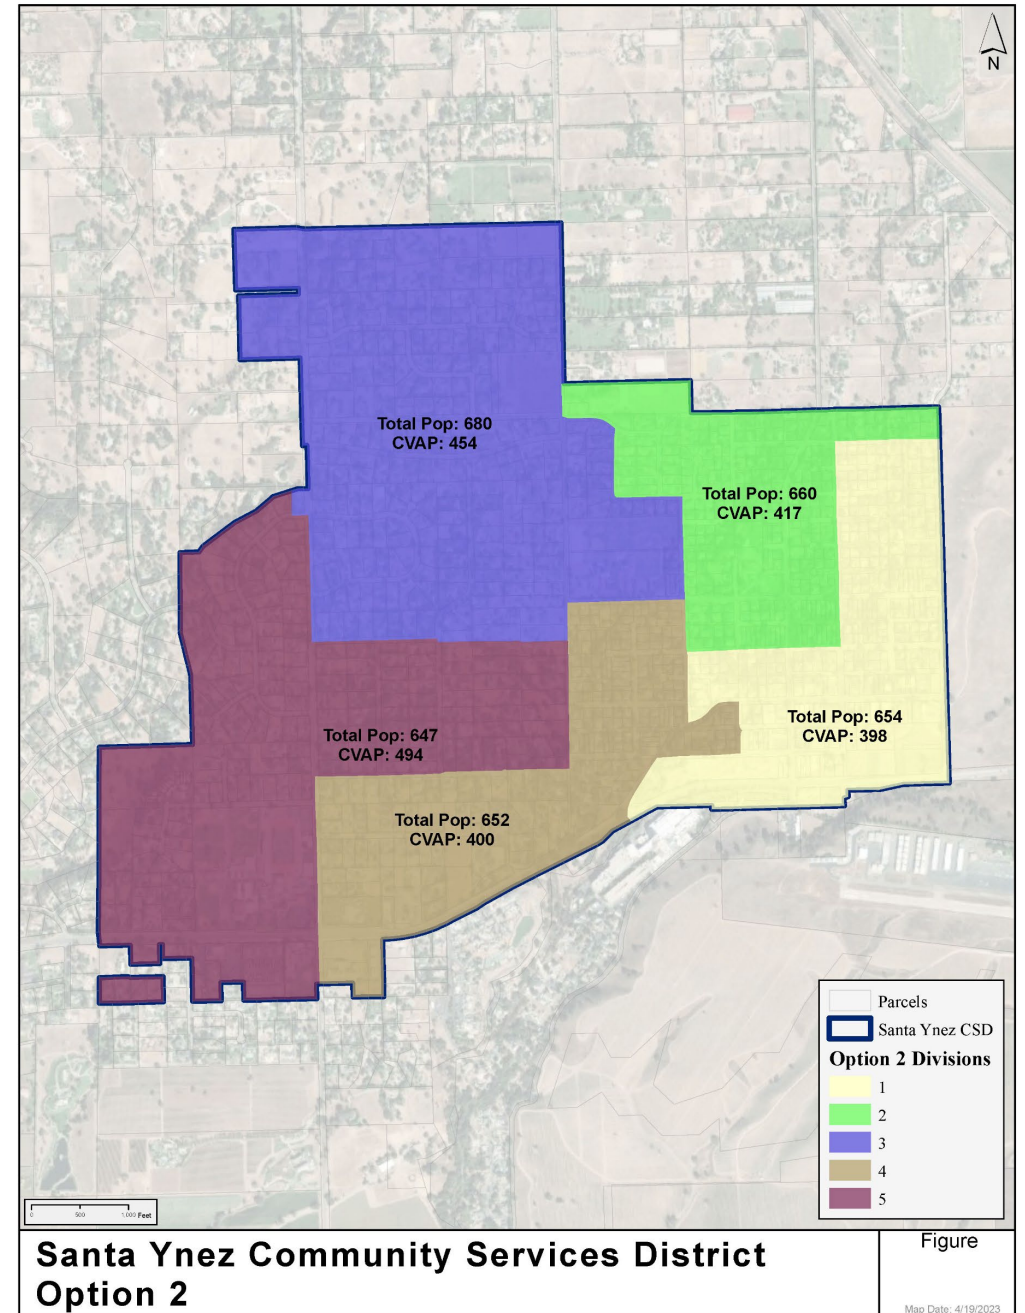 N
Total Pop: 680
CVAP: 454
Total Pop: 660
CVAP: 417
Total Pop: 654
CVAP: 398
Total Pop: 647
CVAP: 494
Total Pop: 652
CVAP: 400
Parcels
Santa Ynez CSD
Option 2 Divisions
1
2
3
4
5
0 500 1,000 Feet
Santa Ynez Community Services District
Option 2
Figure
Map Date: 4/19/2023